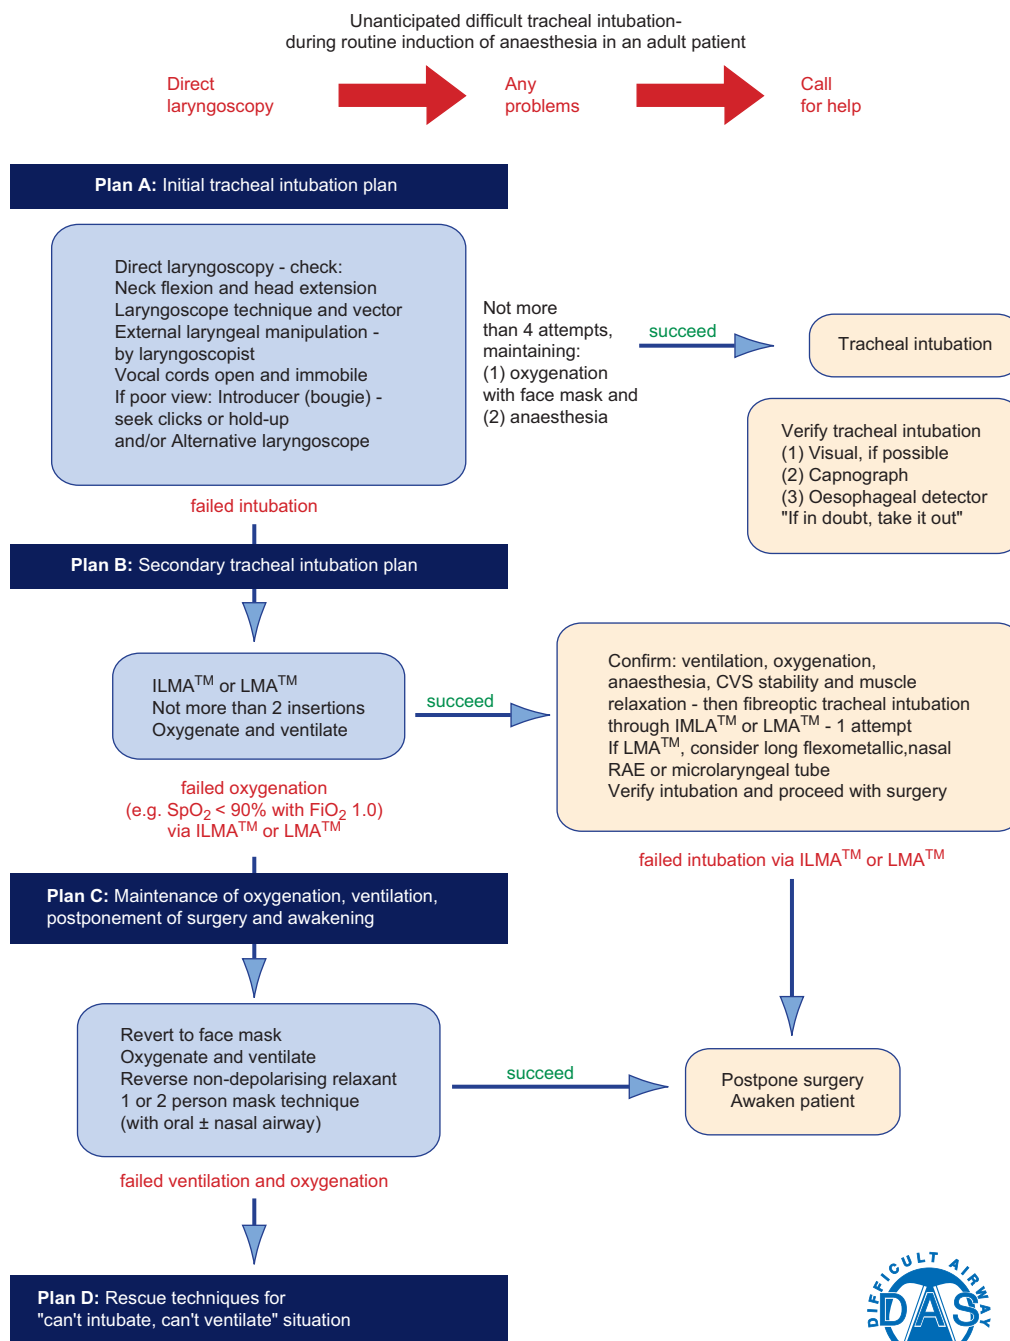 Unanticipated difficult tracheal intubation-
during routine induction of anaesthesia in an adult patient
Direct
laryngoscopy
Any
problems
Call
for help
Plan A: Initial tracheal intubation plan
Direct laryngoscopy - check:
Neck flexion and head extension
Laryngoscope technique and vector
External laryngeal manipulation -
by laryngoscopist
Vocal cords open and immobile
If poor view: Introducer (bougie) -
seek clicks or hold-up
and/or Alternative laryngoscope
Not more
than 4 attempts,
maintaining:
(1) oxygenation
with face mask and
(2) anaesthesia
succeed
Tracheal intubation
Verify tracheal intubation
(1) Visual, if possible
(2) Capnograph
(3) Oesophageal detector
"If in doubt, take it out"
failed intubation
Plan B: Secondary tracheal intubation plan
ILMA™ or LMA™
Not more than 2 insertions
Oxygenate and ventilate
succeed
Confirm: ventilation, oxygenation,
anaesthesia, CVS stability and muscle
relaxation - then fibreoptic tracheal intubation
through IMLA™ or LMA™ - 1 attempt
If LMA™, consider long flexometallic,nasal
RAE or microlaryngeal tube
Verify intubation and proceed with surgery
failed oxygenation
(e.g. SpO₂ < 90% with FiO₂ 1.0)
via ILMA™ or LMA™
failed intubation via ILMA™ or LMA™
Plan C: Maintenance of oxygenation, ventilation,
postponement of surgery and awakening
Revert to face mask
Oxygenate and ventilate
Reverse non-depolarising relaxant
1 or 2 person mask technique
(with oral ± nasal airway)
succeed
Postpone surgery
Awaken patient
failed ventilation and oxygenation
Plan D: Rescue techniques for
"can't intubate, can't ventilate" situation
DIFFICULT AIRWAY
DAS